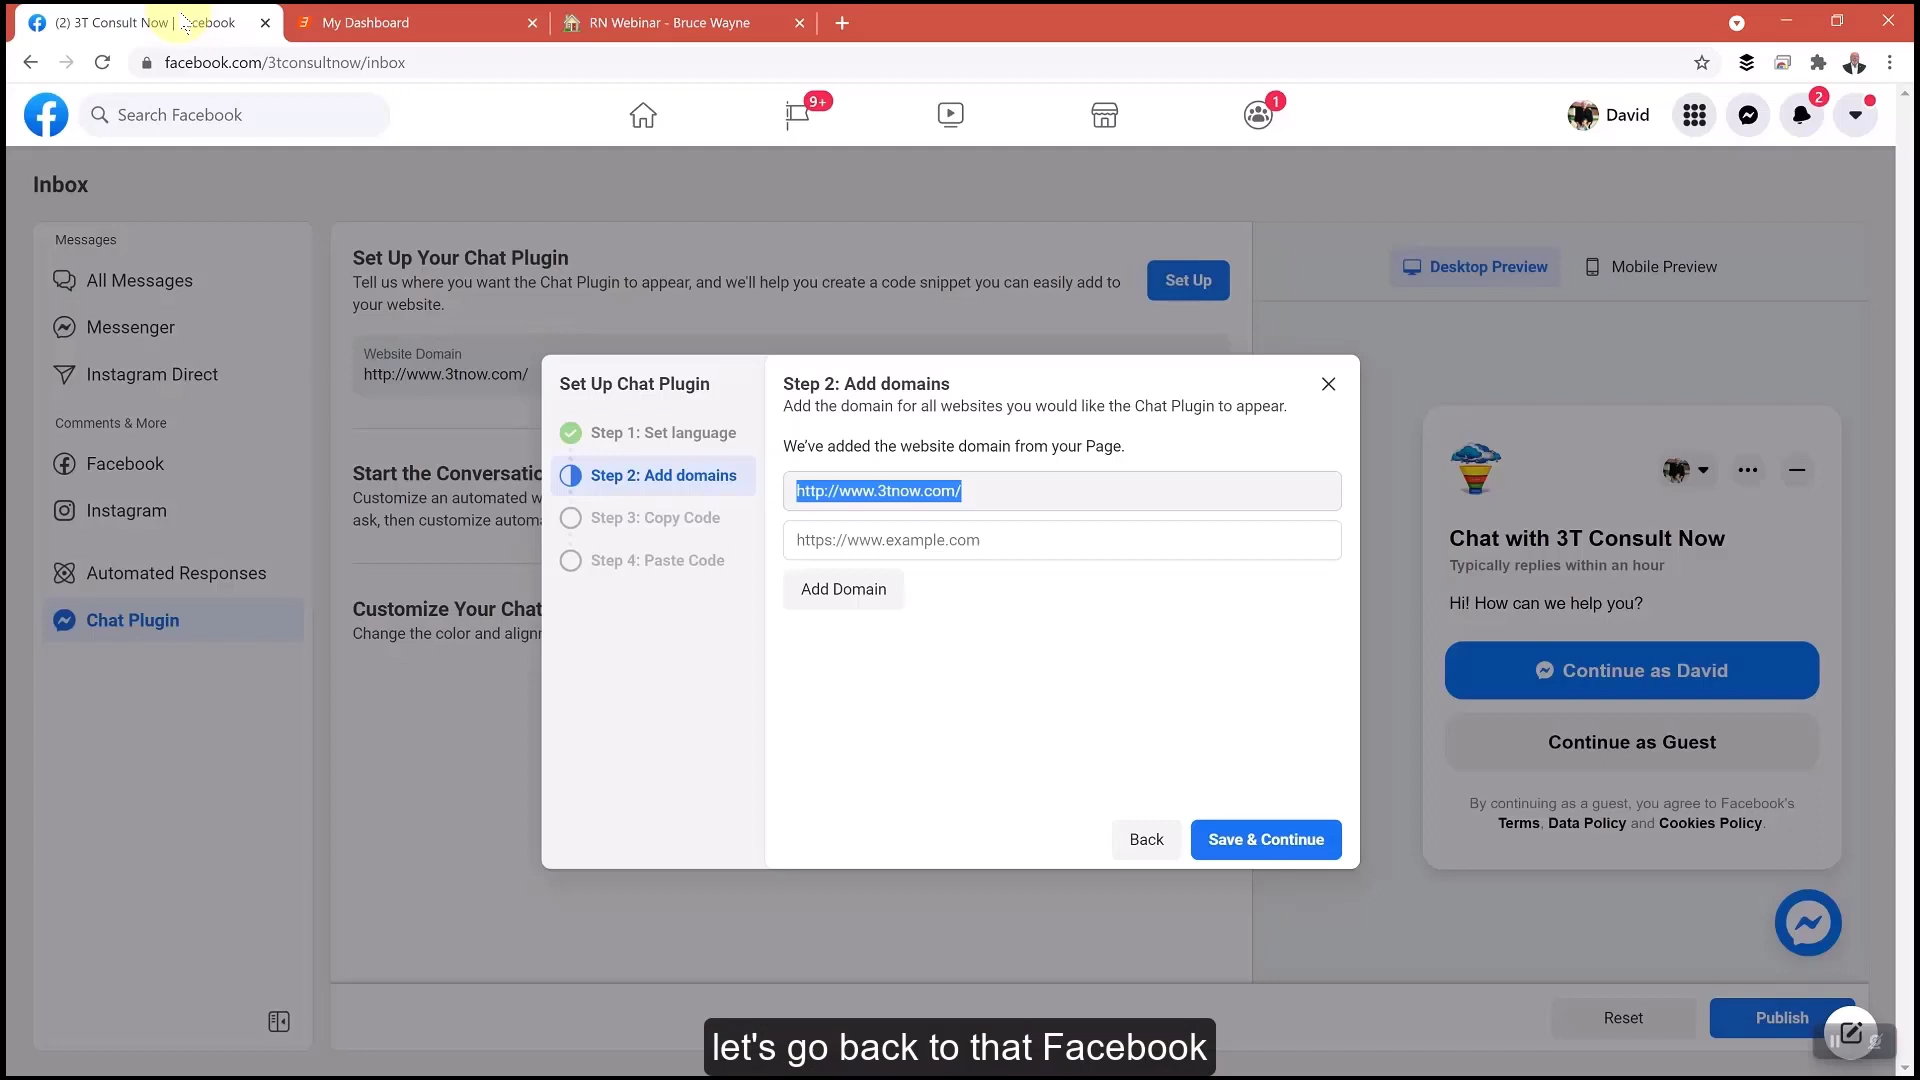 (2) 3T Consult Now | Facebook
My Dashboard
RN Webinar - Bruce Wayne
facebook.com/3tconsultnow/inbox
Search Facebook
9+
1
David
2
Inbox
Messages
All Messages
Messenger
Instagram Direct
Comments & More
Facebook
Instagram
Automated Responses
Chat Plugin
Set Up Your Chat Plugin
Tell us where you want the Chat Plugin to appear, and we'll help you create a code snippet you can easily add to
your website.
Set Up
Website Domain
http://www.3tnow.com/
Start the Conversatio
Customize an automated w
ask, then customize autom
Customize Your Chat
Change the color and alignr
Set Up Chat Plugin
Step 1: Set language
Step 2: Add domains
Step 3: Copy Code
Step 4: Paste Code
Step 2: Add domains
Add the domain for all websites you would like the Chat Plugin to appear.
We've added the website domain from your Page.
http://www.3tnow.com/
https://www.example.com
Add Domain
Back
Save & Continue
Desktop Preview
Mobile Preview
Chat with 3T Consult Now
Typically replies within an hour
Hi! How can we help you?
Continue as David
Continue as Guest
By continuing as a guest, you agree to Facebook's
Terms, Data Policy and Cookies Policy.
Reset
Publish
let's go back to that Facebook